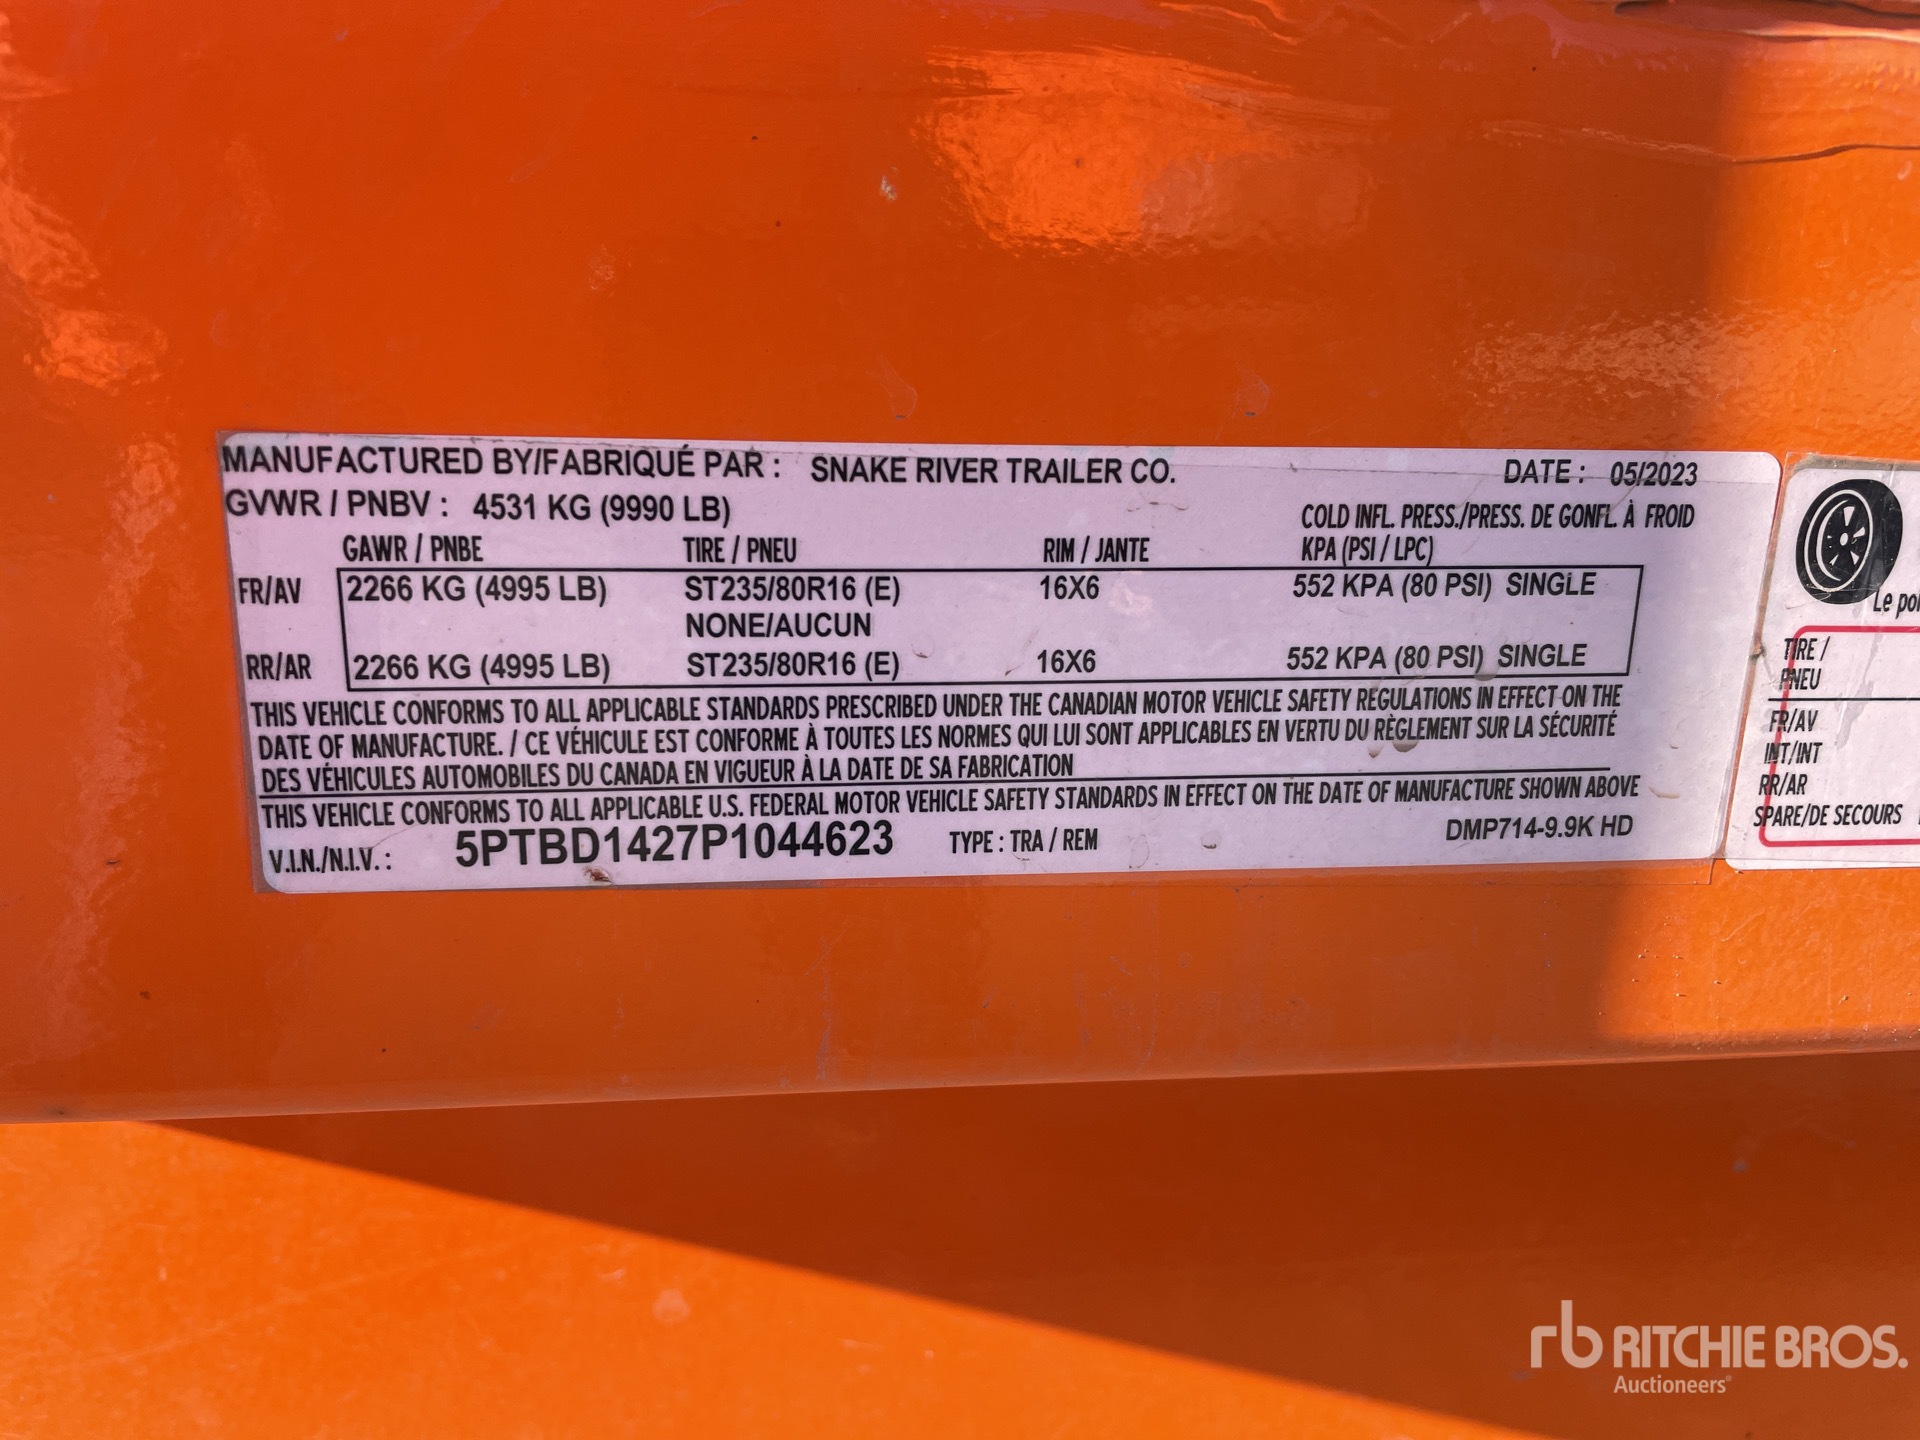 MANUFACTURED BY/FABRIQUÉ PAR : SNAKE RIVER TRAILER CO. DATE : 05/2023
GVWR / PNBV : 4531 KG (9990 LB)
COLD INFL. PRESS./PRESS. DE GONFL. À FROID
GAWR / PNBE TIRE / PNEU RIM / JANTE KPA (PSI / LPC)
FR/AV 2266 KG (4995 LB) ST235/80R16 (E) 16X6 552 KPA (80 PSI) SINGLE
NONE/AUCUN
RR/AR 2266 KG (4995 LB) ST235/80R16 (E) 16X6 552 KPA (80 PSI) SINGLE
THIS VEHICLE CONFORMS TO ALL APPLICABLE STANDARDS PRESCRIBED UNDER THE CANADIAN MOTOR VEHICLE SAFETY REGULATIONS IN EFFECT ON THE
DATE OF MANUFACTURE. / CE VÉHICULE EST CONFORME À TOUTES LES NORMES QUI LUI SONT APPLICABLES EN VERTU DU RÈGLEMENT SUR LA SÉCURITÉ
DES VÉHICULES AUTOMOBILES DU CANADA EN VIGUEUR À LA DATE DE SA FABRICATION
THIS VEHICLE CONFORMS TO ALL APPLICABLE U.S. FEDERAL MOTOR VEHICLE SAFETY STANDARDS IN EFFECT ON THE DATE OF MANUFACTURE SHOWN ABOVE
V.I.N./N.I.V. : 5PTBD1427P1044623 TYPE : TRA / REM DMP714-9.9K HD
Le
TIRE /
PNEU
FR/AV
INT/INT
RR/AR
SPARE/DE SECOURS
rb RITCHIE BROS.
Auctioneers